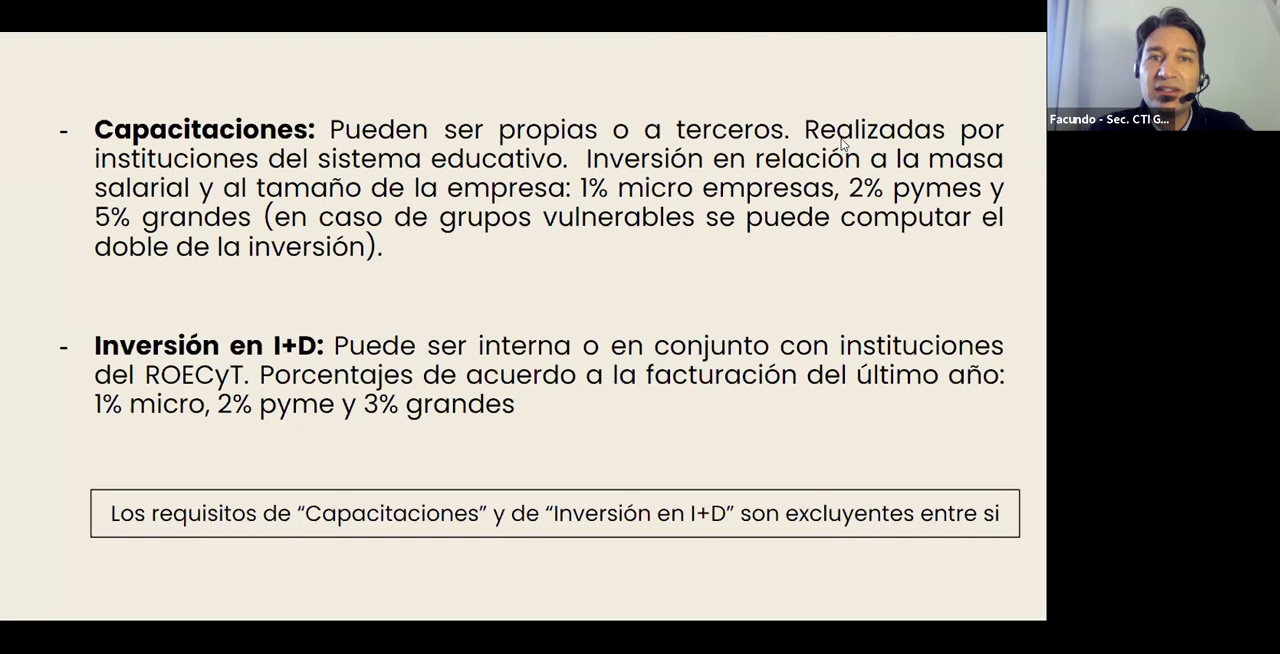 - Capacitaciones: Pueden ser propias o a terceros. Realizadas por
instituciones del sistema educativo. Inversión en relación a la masa
salarial y al tamaño de la empresa: 1% micro empresas, 2% pymes y
5% grandes (en caso de grupos vulnerables se puede computar el
doble de la inversión).
- Inversión en I+D: Puede ser interna o en conjunto con instituciones
del ROECyT. Porcentajes de acuerdo a la facturación del último año:
1% micro, 2% pyme y 3% grandes
Los requisitos de “Capacitaciones” y de “Inversión en I+D” son excluyentes entre si
Facundo - Sec. CTI G...